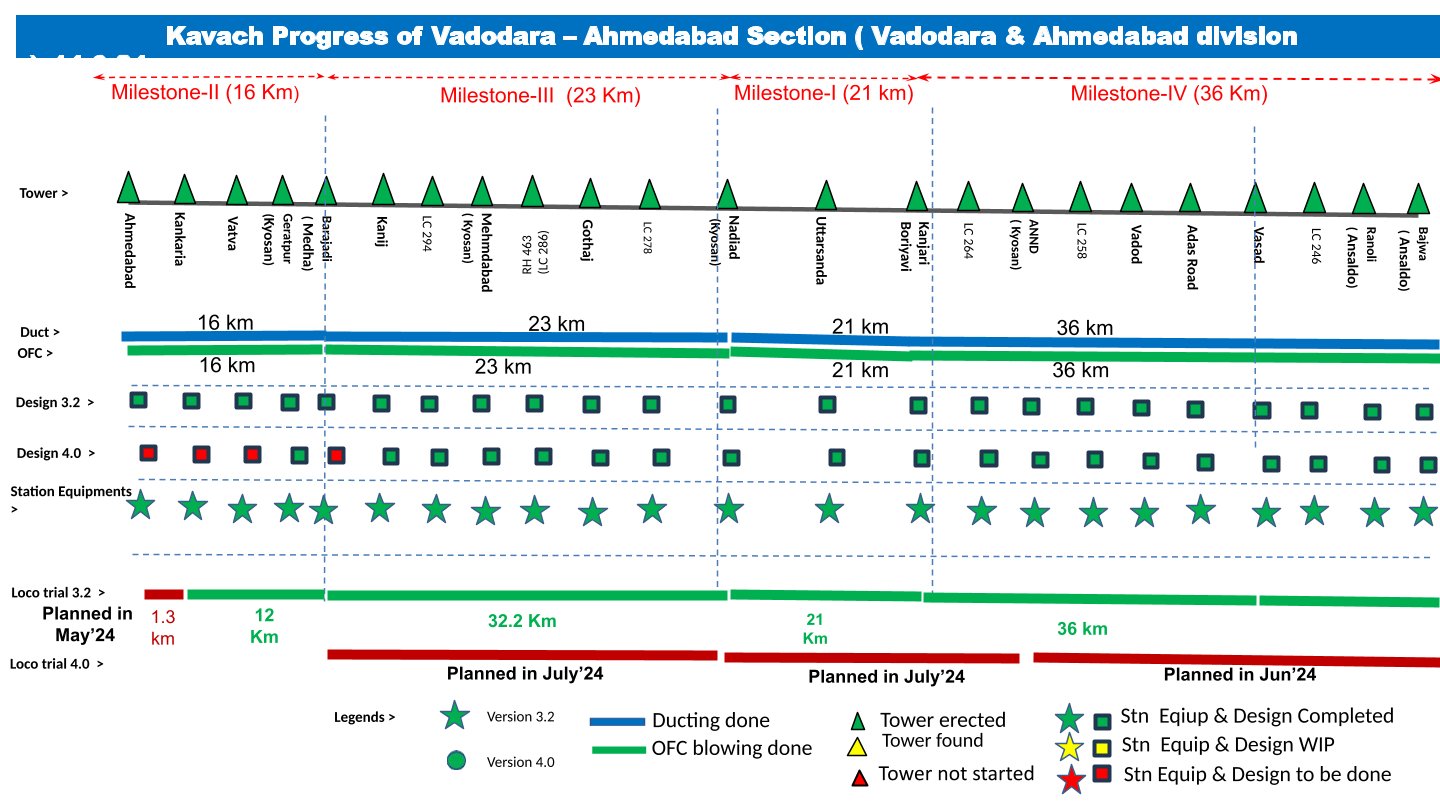 Kavach Progress of Vadodara – Ahmedabad Section ( Vadodara & Ahmedabad division
Milestone-II (16 Km)
Milestone-III (23 Km)
Milestone-I (21 km)
Milestone-IV (36 Km)
Tower >
Ahmedabad
Kankaria
Vatva
Geratpur
(Kyosan)
Barajadi
( Medha)
Kanij
LC 294
Mehmdabad
( Kyosan)
RH 463
(LC 286)
Gothaj
LC 278
Nadiad
(Kyosan)
Uttarsanda
Kanjari
Boriyavi
LC 264
ANND
( Kyosan)
LC 258
Vadod
Adas Road
Vasad
LC 246
Ranoli
( Ansaldo)
Bajwa
( Ansaldo)
Duct >
16 km
23 km
21 km
36 km
OFC >
16 km
23 km
21 km
36 km
Design 3.2 >
Design 4.0 >
Station Equipments
>
Loco trial 3.2 >
Planned in
May’24
1.3
km
12
Km
32.2 Km
21
Km
36 km
Loco trial 4.0 >
Planned in July’24
Planned in July’24
Planned in Jun’24
Legends >
Version 3.2
Version 4.0
Ducting done
OFC blowing done
Tower erected
Tower found
Tower not started
Stn Eqiup & Design Completed
Stn Equip & Design WIP
Stn Equip & Design to be done